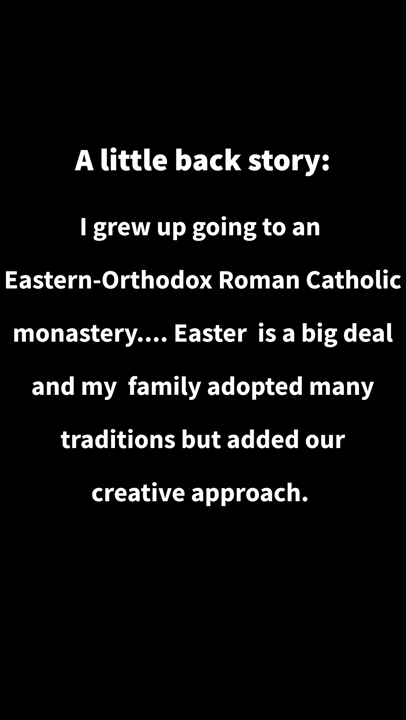 A little back story:
I grew up going to an
Eastern-Orthodox Roman Catholic
monastery.... Easter  is a big deal
and my  family adopted many
traditions but added our
creative approach.